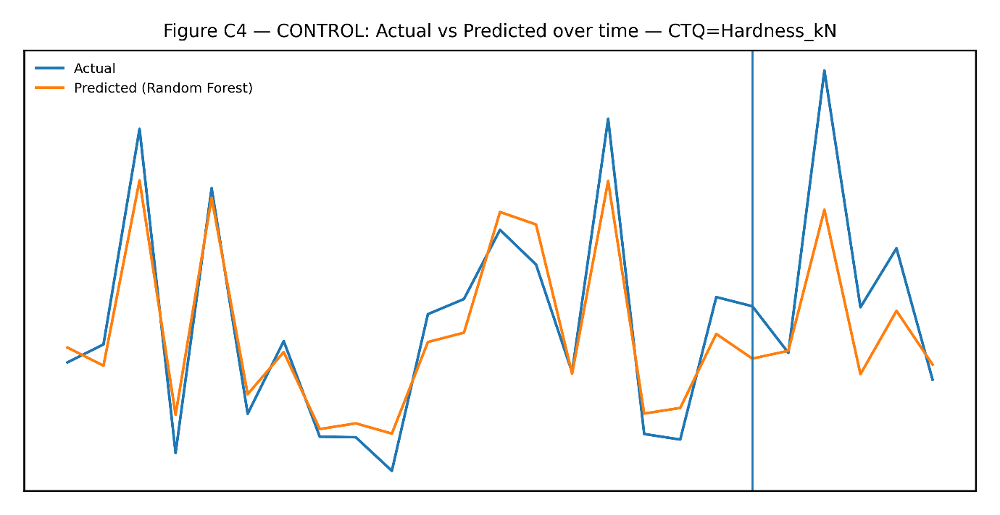 Figure C4 — CONTROL: Actual vs Predicted over time — CTQ=Hardness_kN
Actual
Predicted (Random Forest)